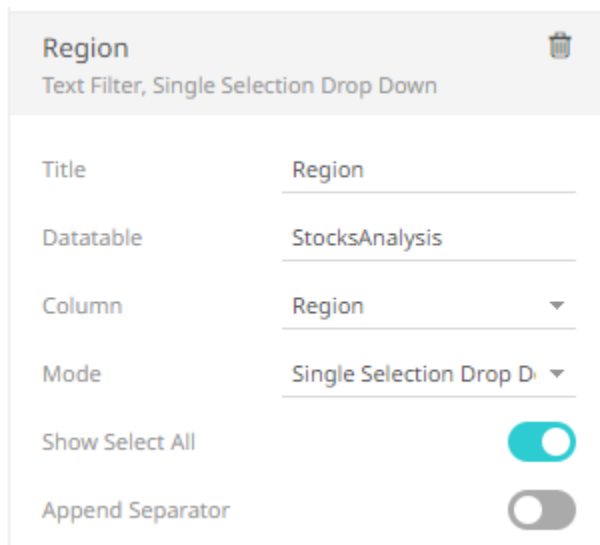 Region
Text Filter, Single Selection Drop Down
Title Region
Datatable StocksAnalysis
Column Region
Mode Single Selection Drop D
Show Select All
Append Separator